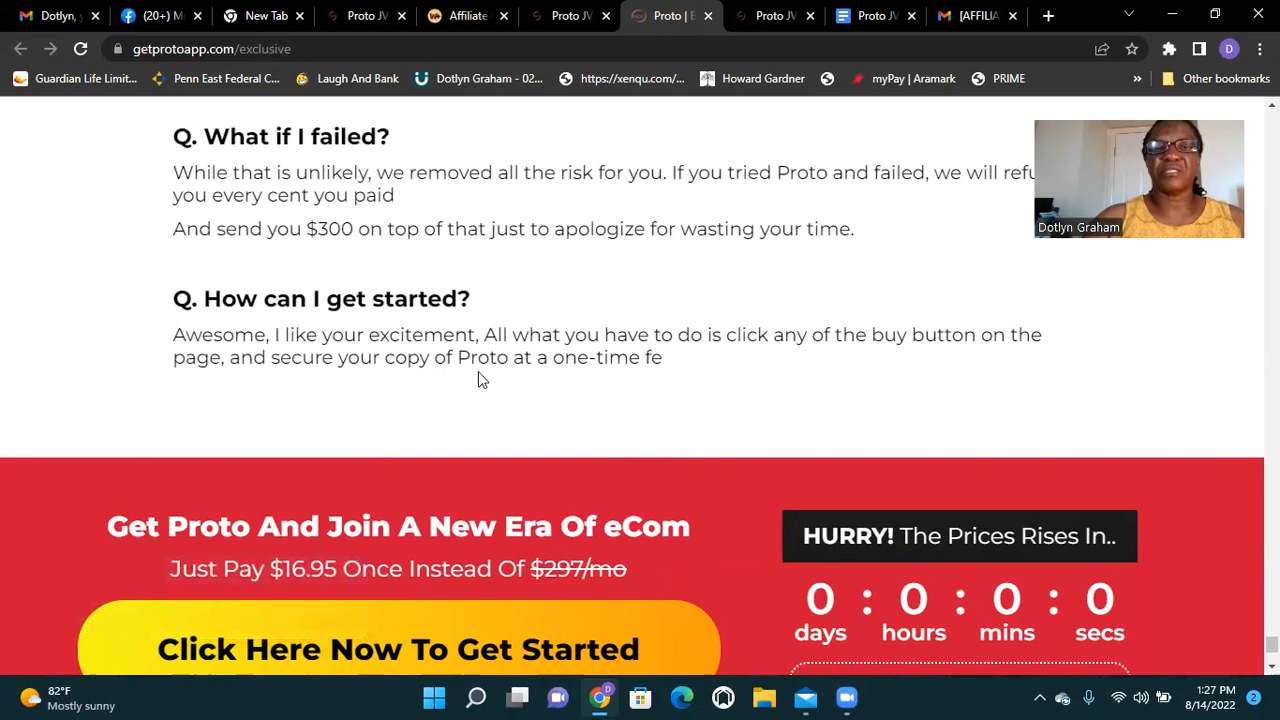 Dotlyn, y
(20+) Mu
New Tab
Proto JV
Affiliate
Proto JV
Proto | E
Proto JV
Proto JV
[AFFILIA
getprotoapp.com/exclusive
Guardian Life Limit...
Penn East Federal C...
Laugh And Bank
Dotlyn Graham - 02...
https://xenqu.com/...
Howard Gardner
myPay | Aramark
PRIME
»
Other bookmarks
Q. What if I failed?
While that is unlikely, we removed all the risk for you. If you tried Proto and failed, we will refu
you every cent you paid
And send you $300 on top of that just to apologize for wasting your time.
Dotlyn Graham
Q. How can I get started?
Awesome, I like your excitement, All what you have to do is click any of the buy button on the
page, and secure your copy of Proto at a one-time fe
Get Proto And Join A New Era Of eCom
Just Pay $16.95 Once Instead Of $297/mo
Click Here Now To Get Started
HURRY! The Prices Rises In..
0 : 0 : 0 : 0
days hours mins secs
82°F
Mostly sunny
1:27 PM
8/14/2022
2